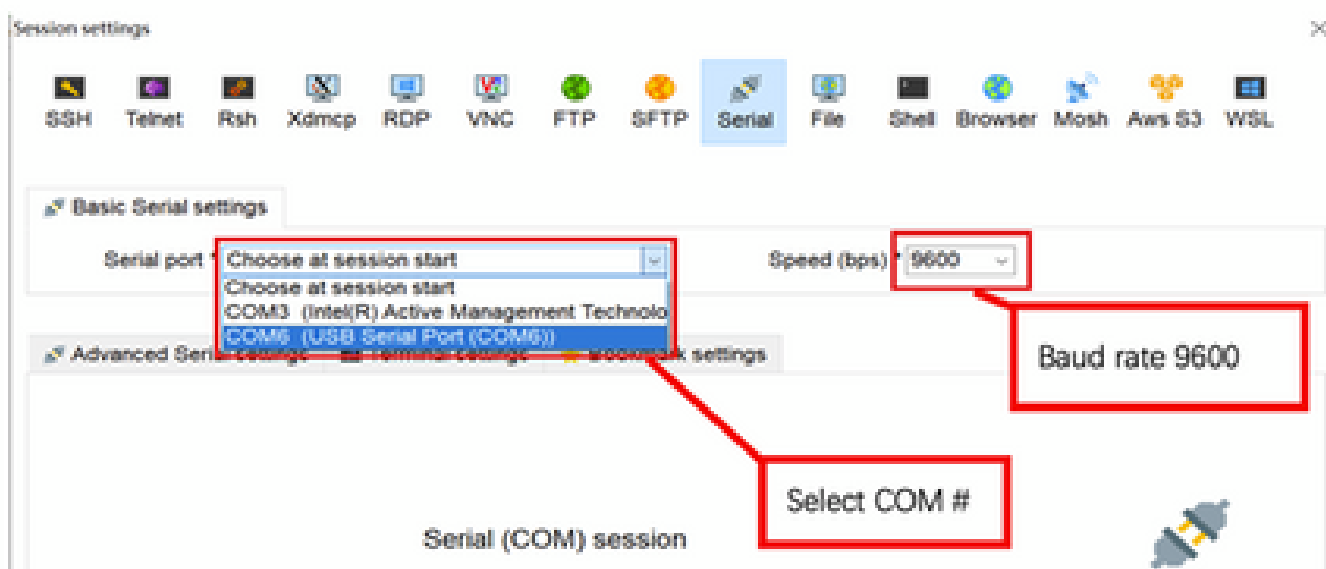 Session settings
SSH Telnet Rsh Xdmcp RDP VNC FTP SFTP Serial File Shell Browser Mosh Aws S3 WSL
Basic Serial settings
Serial port * Choose at session start Speed (bps) * 9600
Choose at session start
COM3 (Intel(R) Active Management Technolo
COM6 (USB Serial Port (COM6))
Advanced Serial settings Terminal settings Bookmark settings
Baud rate 9600
Select COM #
Serial (COM) session